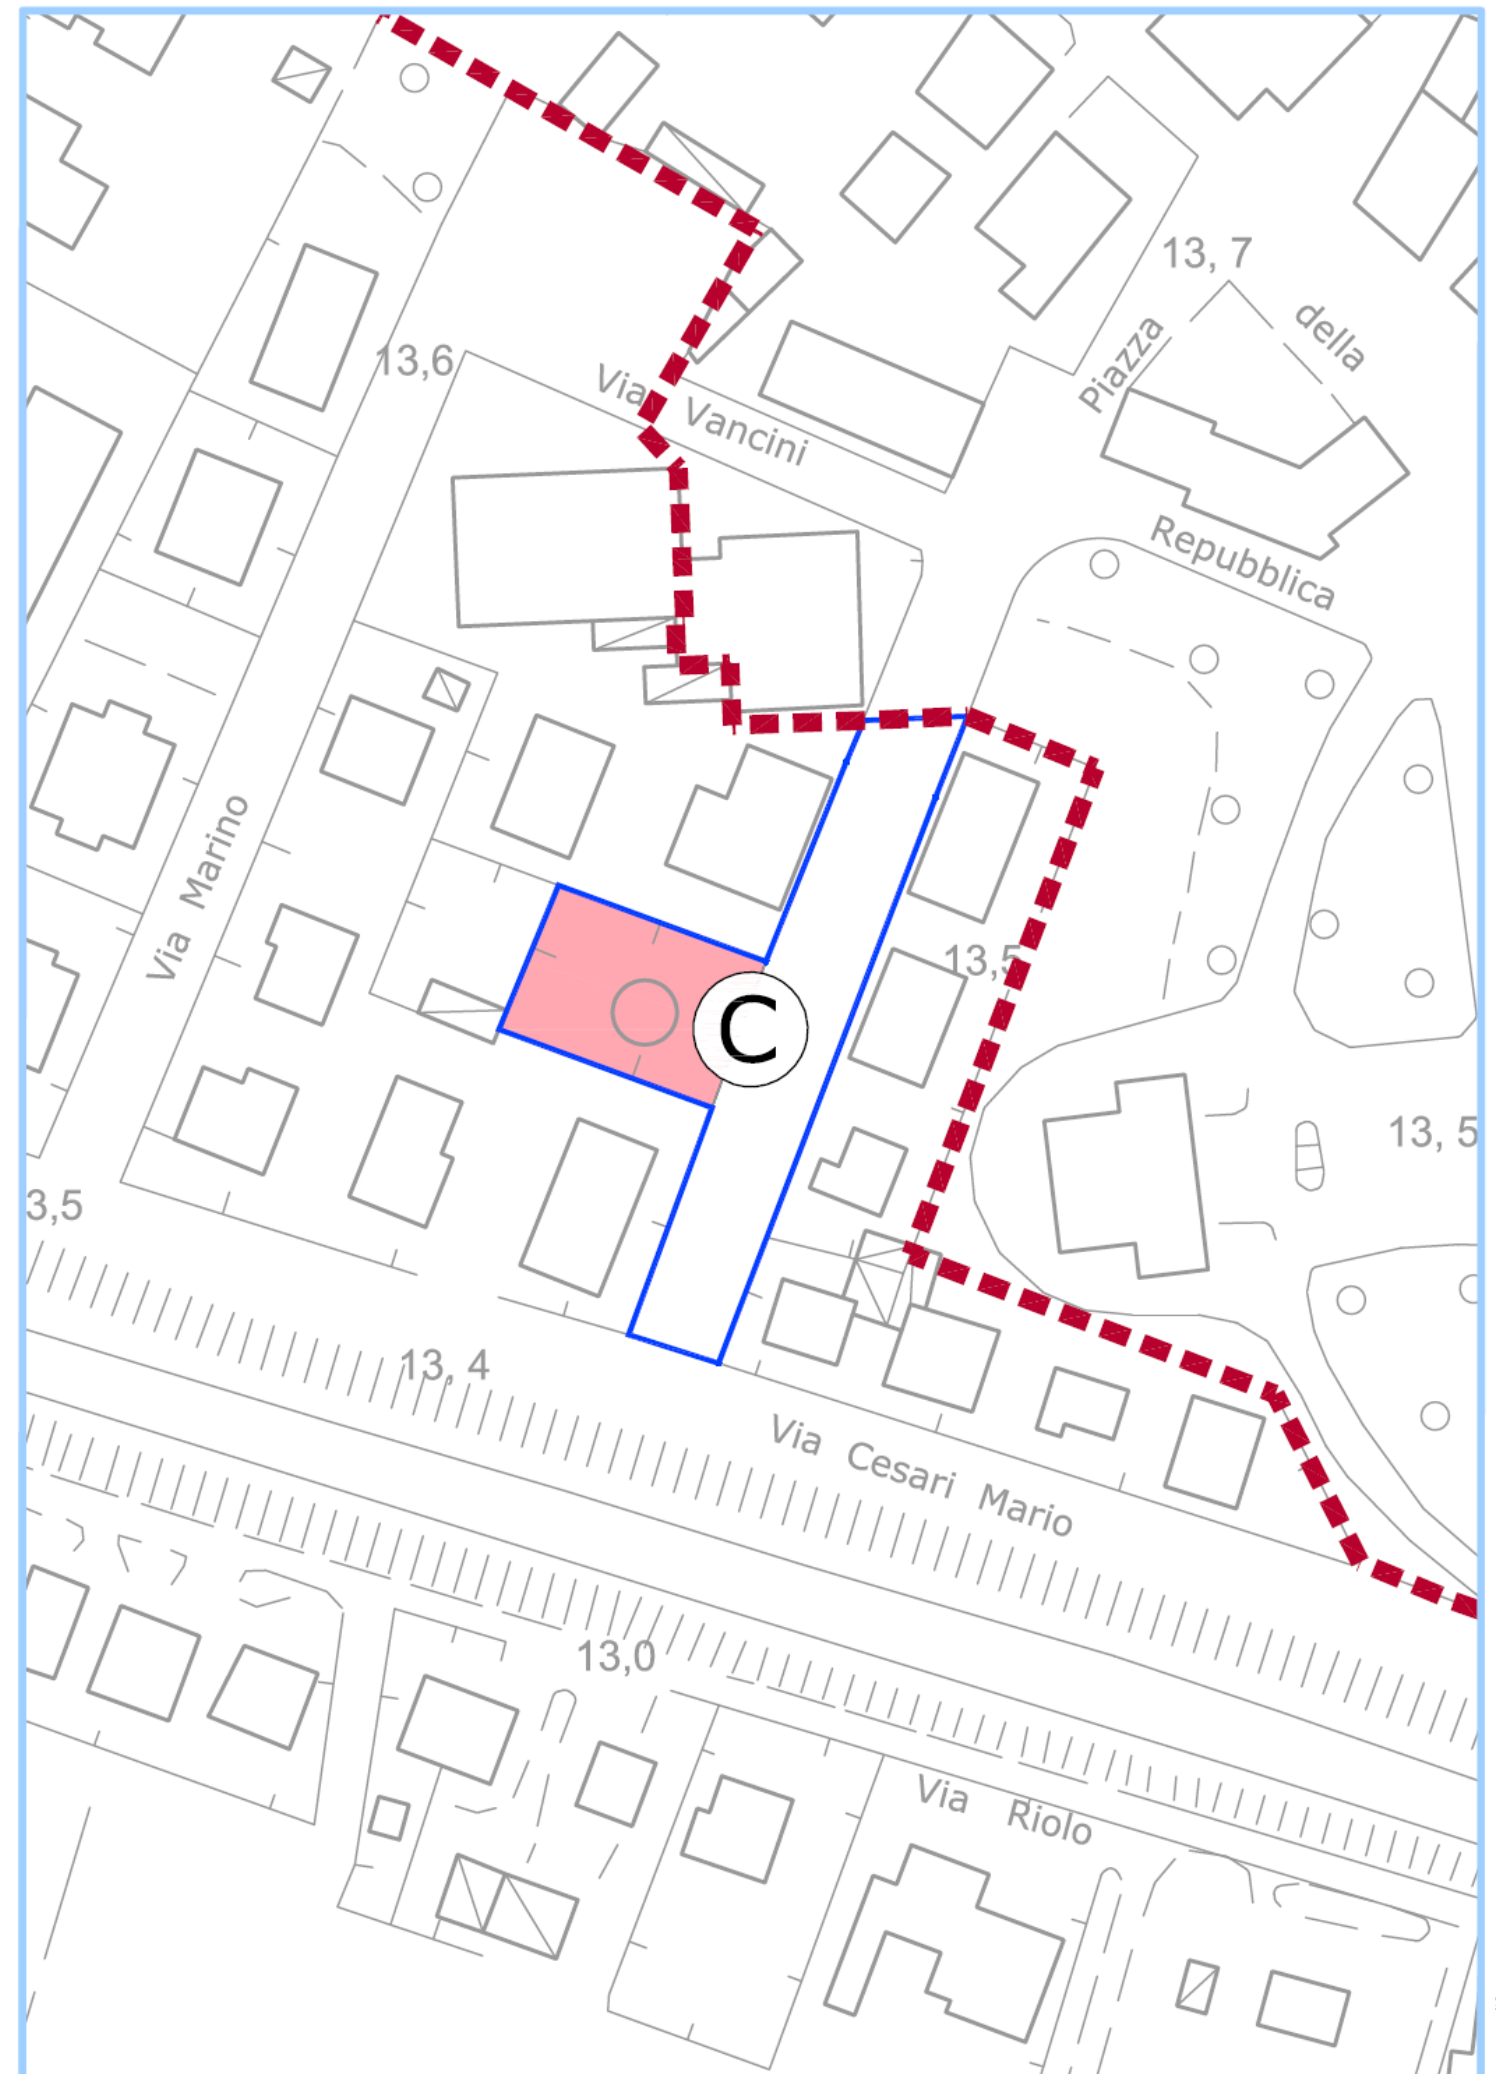 13, 7
Piazza
della
13,6
Via Vancini
Repubblica
Via Marino
13,5
C
13, 5
3,5
13, 4
Via Cesari Mario
13,0
Via Riolo